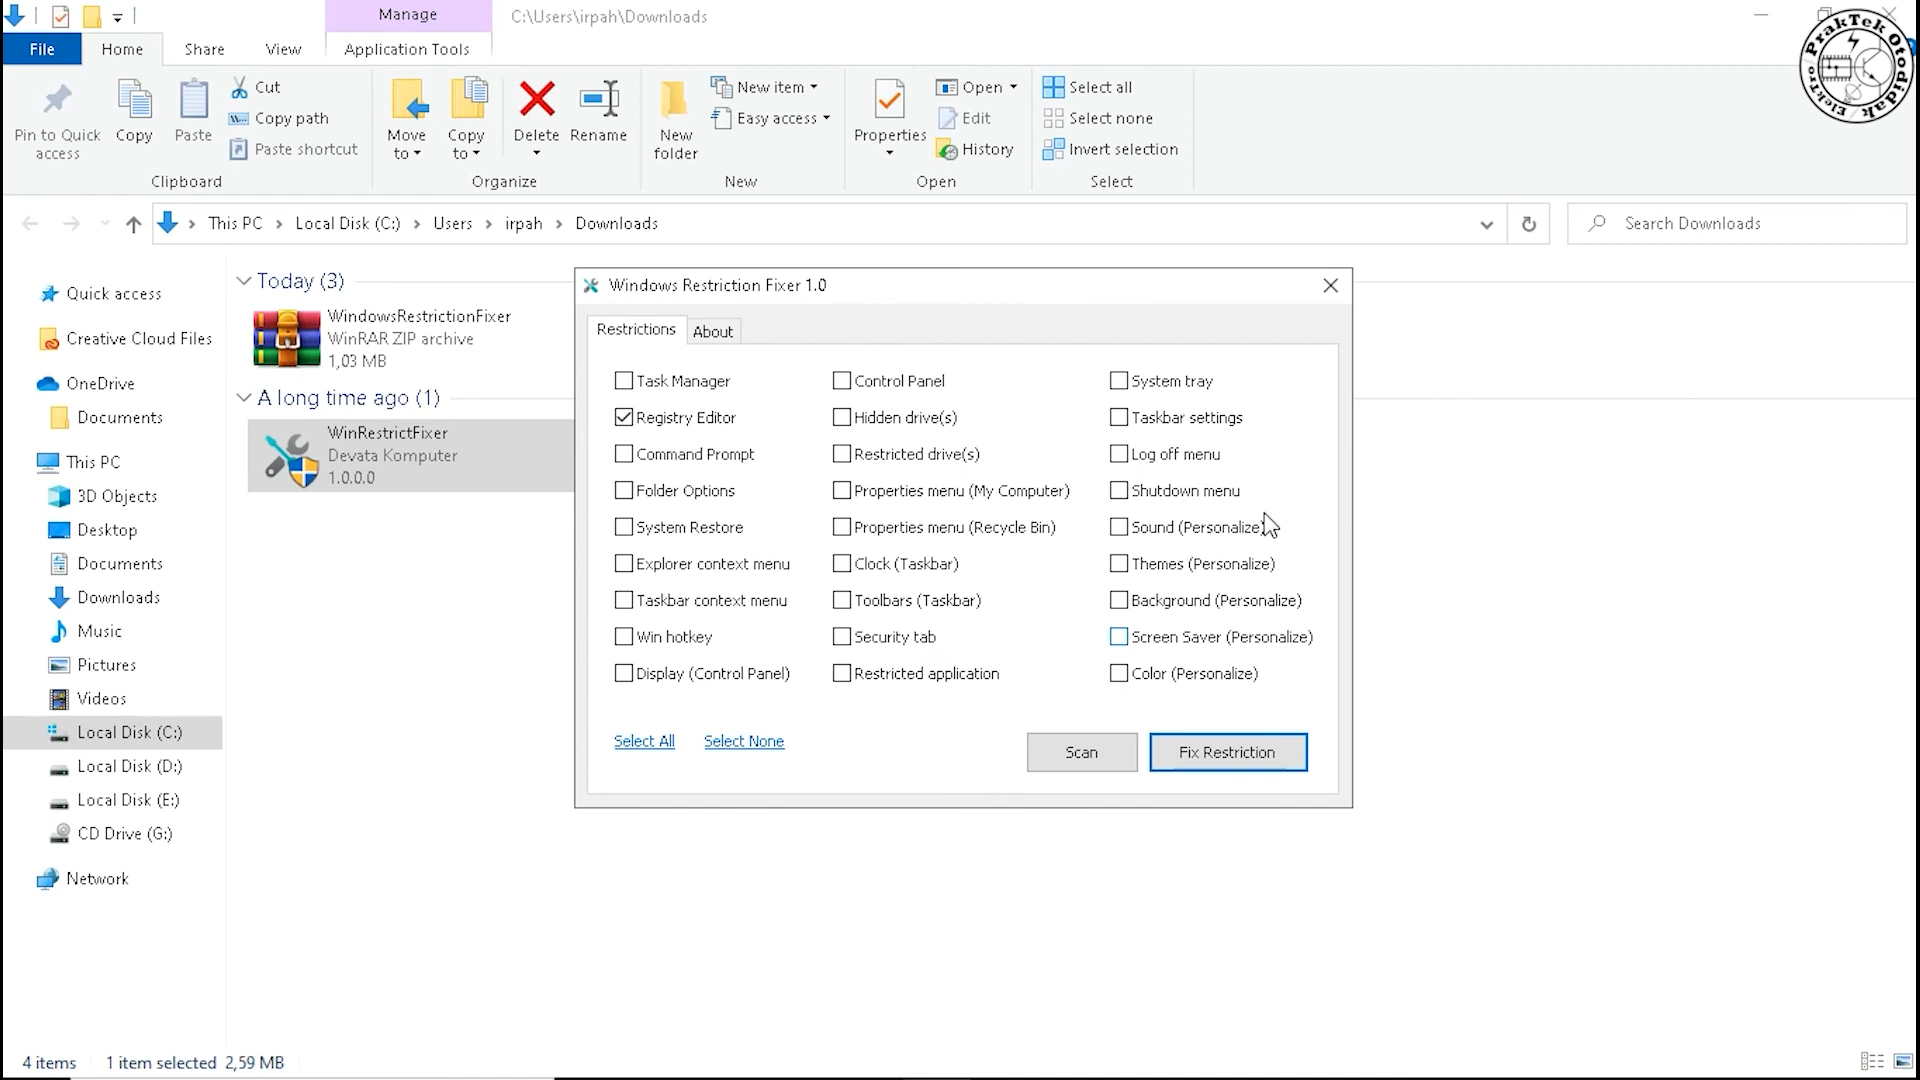 Manage
C:\Users\irpah\Downloads
File
Home
Share
View
Application Tools
Pin to Quick access
Copy
Paste
Cut
Copy path
Paste shortcut
Clipboard
Move to
Copy to
Delete
Rename
Organize
New folder
New item
Easy access
New
Properties
Open
Edit
History
Open
Select all
Select none
Invert selection
Select
PrakTek Otodidak
ElekTro
This PC
Local Disk (C:)
Users
irpah
Downloads
Search Downloads
Quick access
Creative Cloud Files
OneDrive
Documents
This PC
3D Objects
Desktop
Documents
Downloads
Music
Pictures
Videos
Local Disk (C:)
Local Disk (D:)
Local Disk (E:)
CD Drive (G:)
Network
Today (3)
WindowsRestrictionFixer
WinRAR ZIP archive
1,03 MB
A long time ago (1)
WinRestrictFixer
Devata Komputer
1.0.0.0
Windows Restriction Fixer 1.0
Restrictions
About
Task Manager
Registry Editor
Command Prompt
Folder Options
System Restore
Explorer context menu
Taskbar context menu
Win hotkey
Display (Control Panel)
Control Panel
Hidden drive(s)
Restricted drive(s)
Properties menu (My Computer)
Properties menu (Recycle Bin)
Clock (Taskbar)
Toolbars (Taskbar)
Security tab
Restricted application
System tray
Taskbar settings
Log off menu
Shutdown menu
Sound (Personalize)
Themes (Personalize)
Background (Personalize)
Screen Saver (Personalize)
Color (Personalize)
Select All
Select None
Scan
Fix Restriction
4 items
1 item selected 2,59 MB